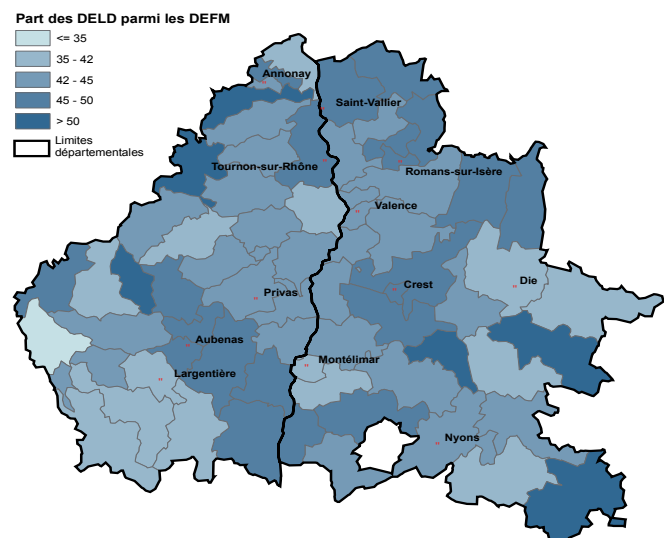 Part des DELD parmi les DEFM
<= 35
35 - 42
42 - 45
45 - 50
> 50
Limites
départementales
Annonay
Saint-Vallier
Tournon-sur-Rhône
Romans-sur-Isère
Valence
Crest
Die
Privas
Aubenas
Montélimar
Largentière
Nyons